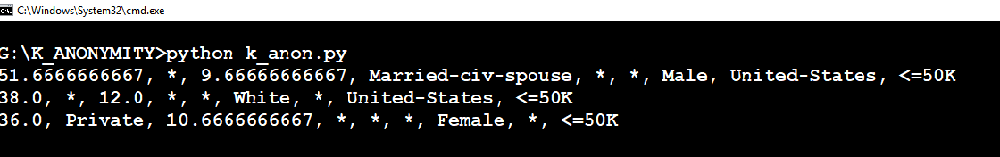 C:\Windows\System32\cmd.exe
G:\K_ANONYMITY>python k_anon.py
51.6666666667, *, 9.66666666667, Married-civ-spouse, *, *, Male, United-States, <=50K
38.0, *, 12.0, *, *, White, *, United-States, <=50K
36.0, Private, 10.6666666667, *, *, *, Female, *, <=50K